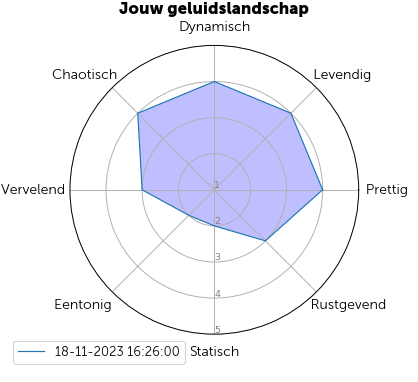 Jouw geluidslandschap
Dynamisch
Chaotisch
Levendig
Vervelend
1
Prettig
2
3
4
Eentonig
Rustgevend
5
18-11-2023 16:26:00
Statisch